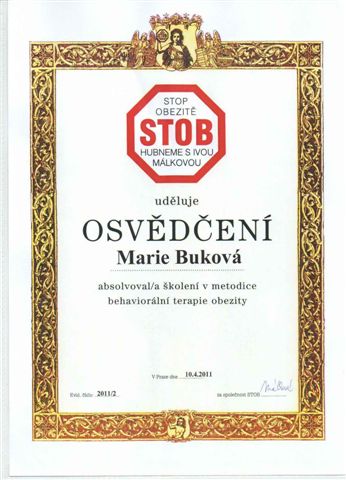 STOP
OBEZITĚ
STOB
HUBNEME S IVOU
MÁLKOVOU
uděluje
OSVĚDČENÍ
Marie Buková
absolvoval/a školení v metodice
behaviorální terapie obezity
V Praze dne 10.4.2011
Evid. číslo: 2011/2
za společnost STOB